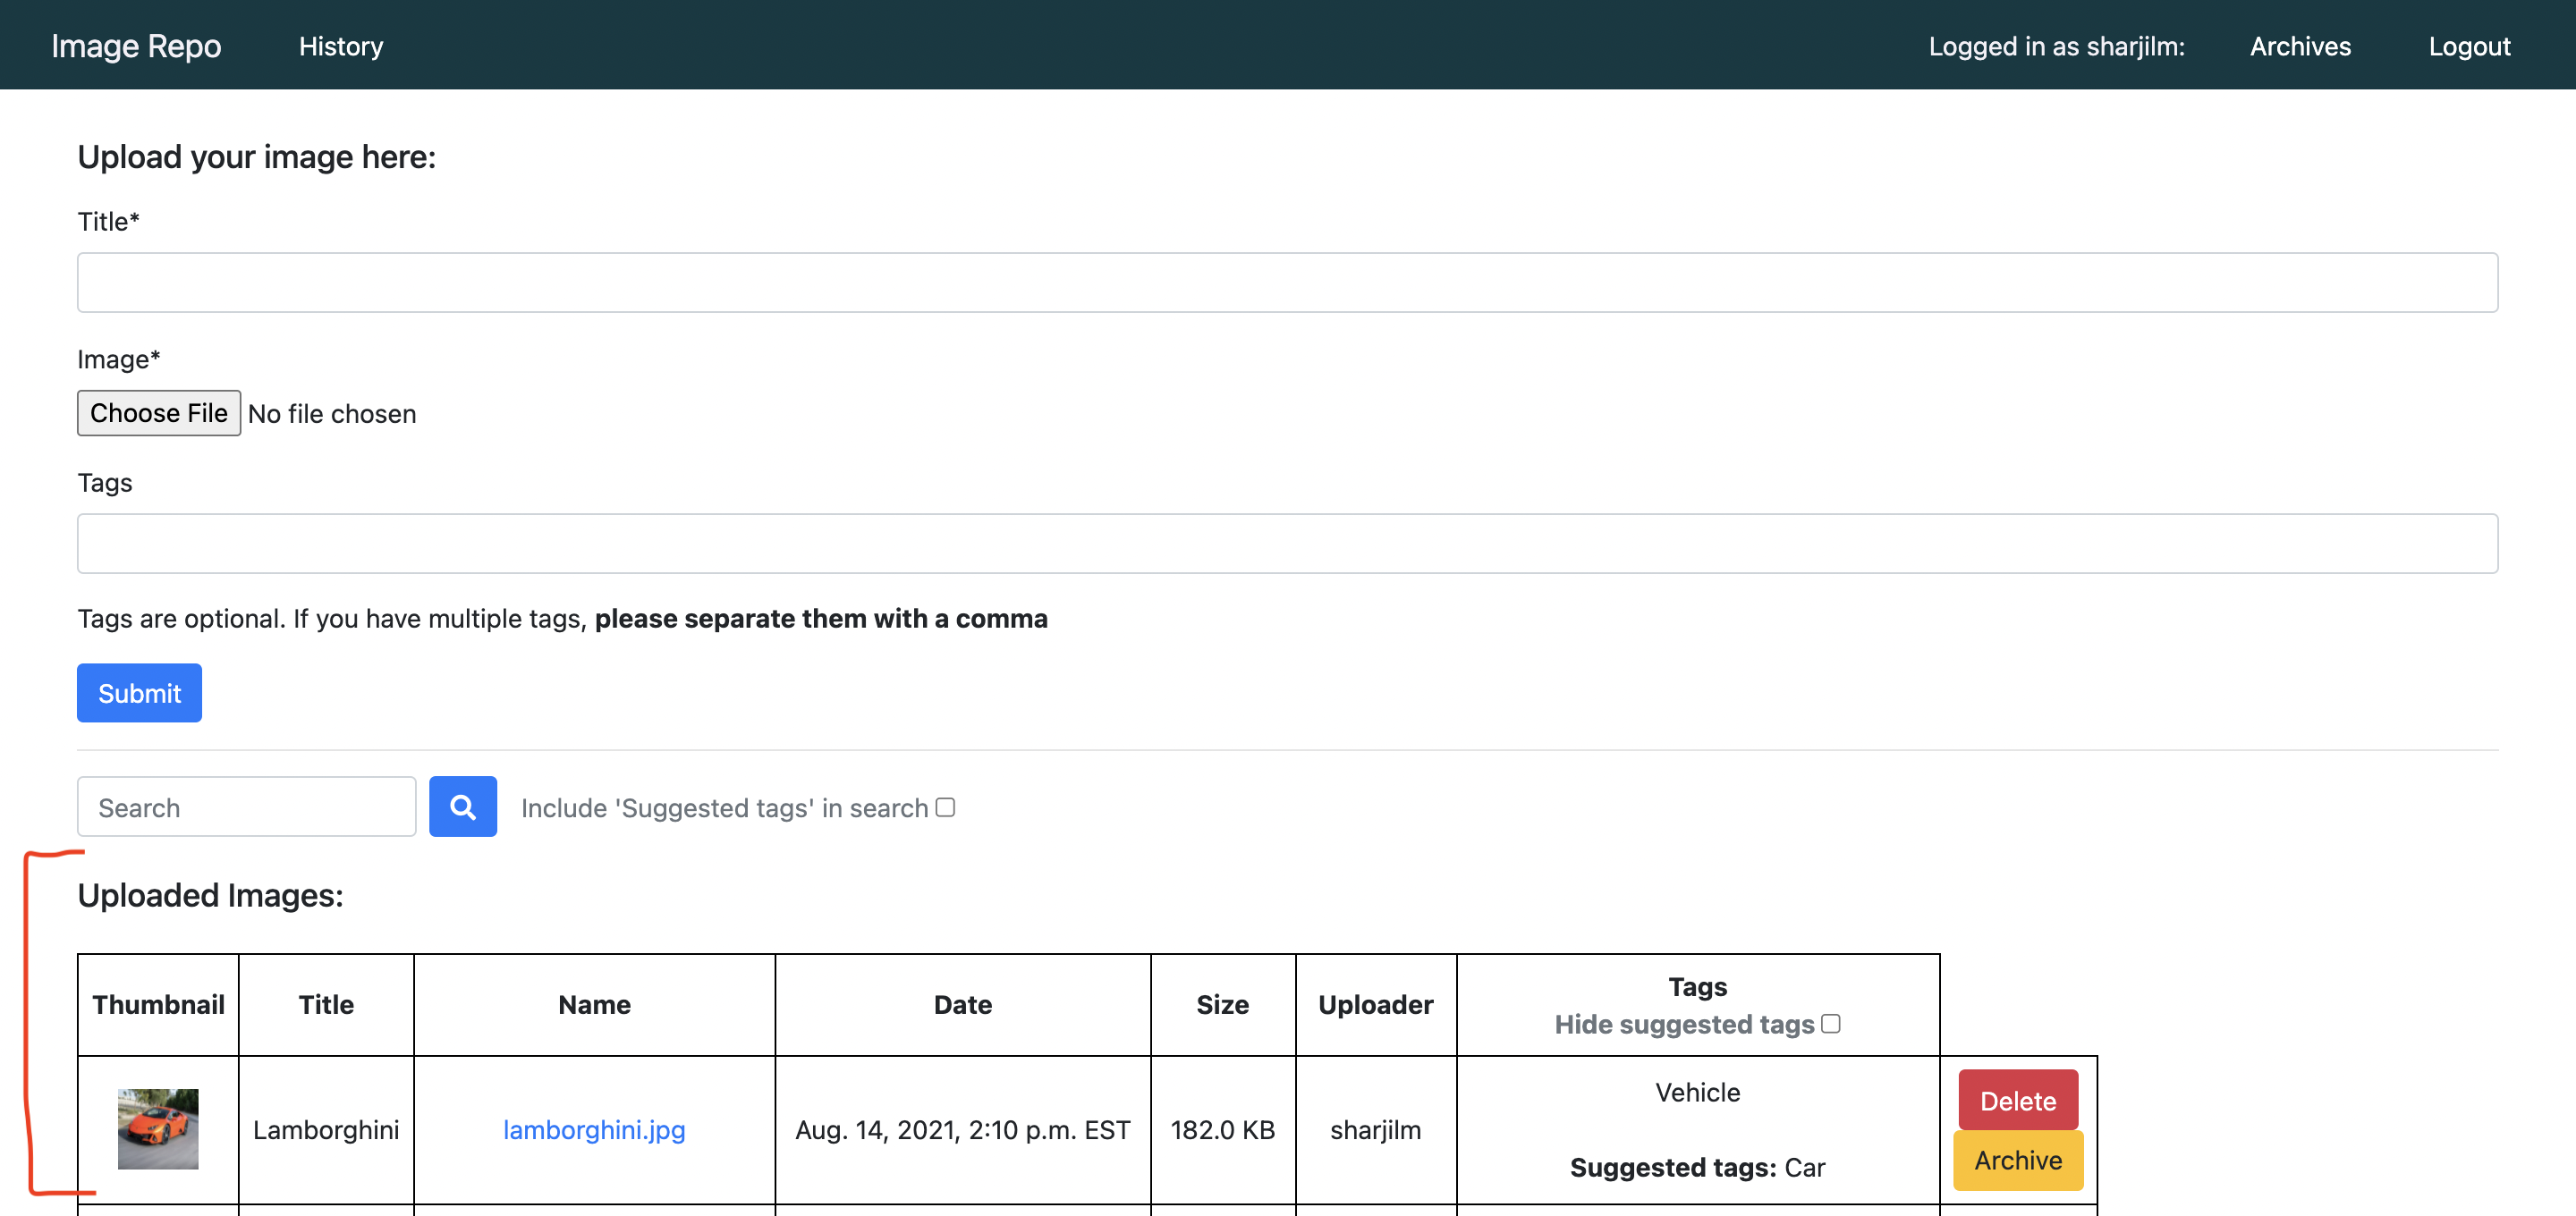 Image Repo History Logged in as sharjilm: Archives Logout
Upload your image here:
Title*
Image*
Choose File No file chosen
Tags
Tags are optional. If you have multiple tags, please separate them with a comma
Submit
Search Include 'Suggested tags' in search
Uploaded Images:
Thumbnail Title Name Date Size Uploader Tags
Hide suggested tags
Lamborghini lamborghini.jpg Aug. 14, 2021, 2:10 p.m. EST 182.0 KB sharjilm Vehicle
Suggested tags: Car
Delete
Archive